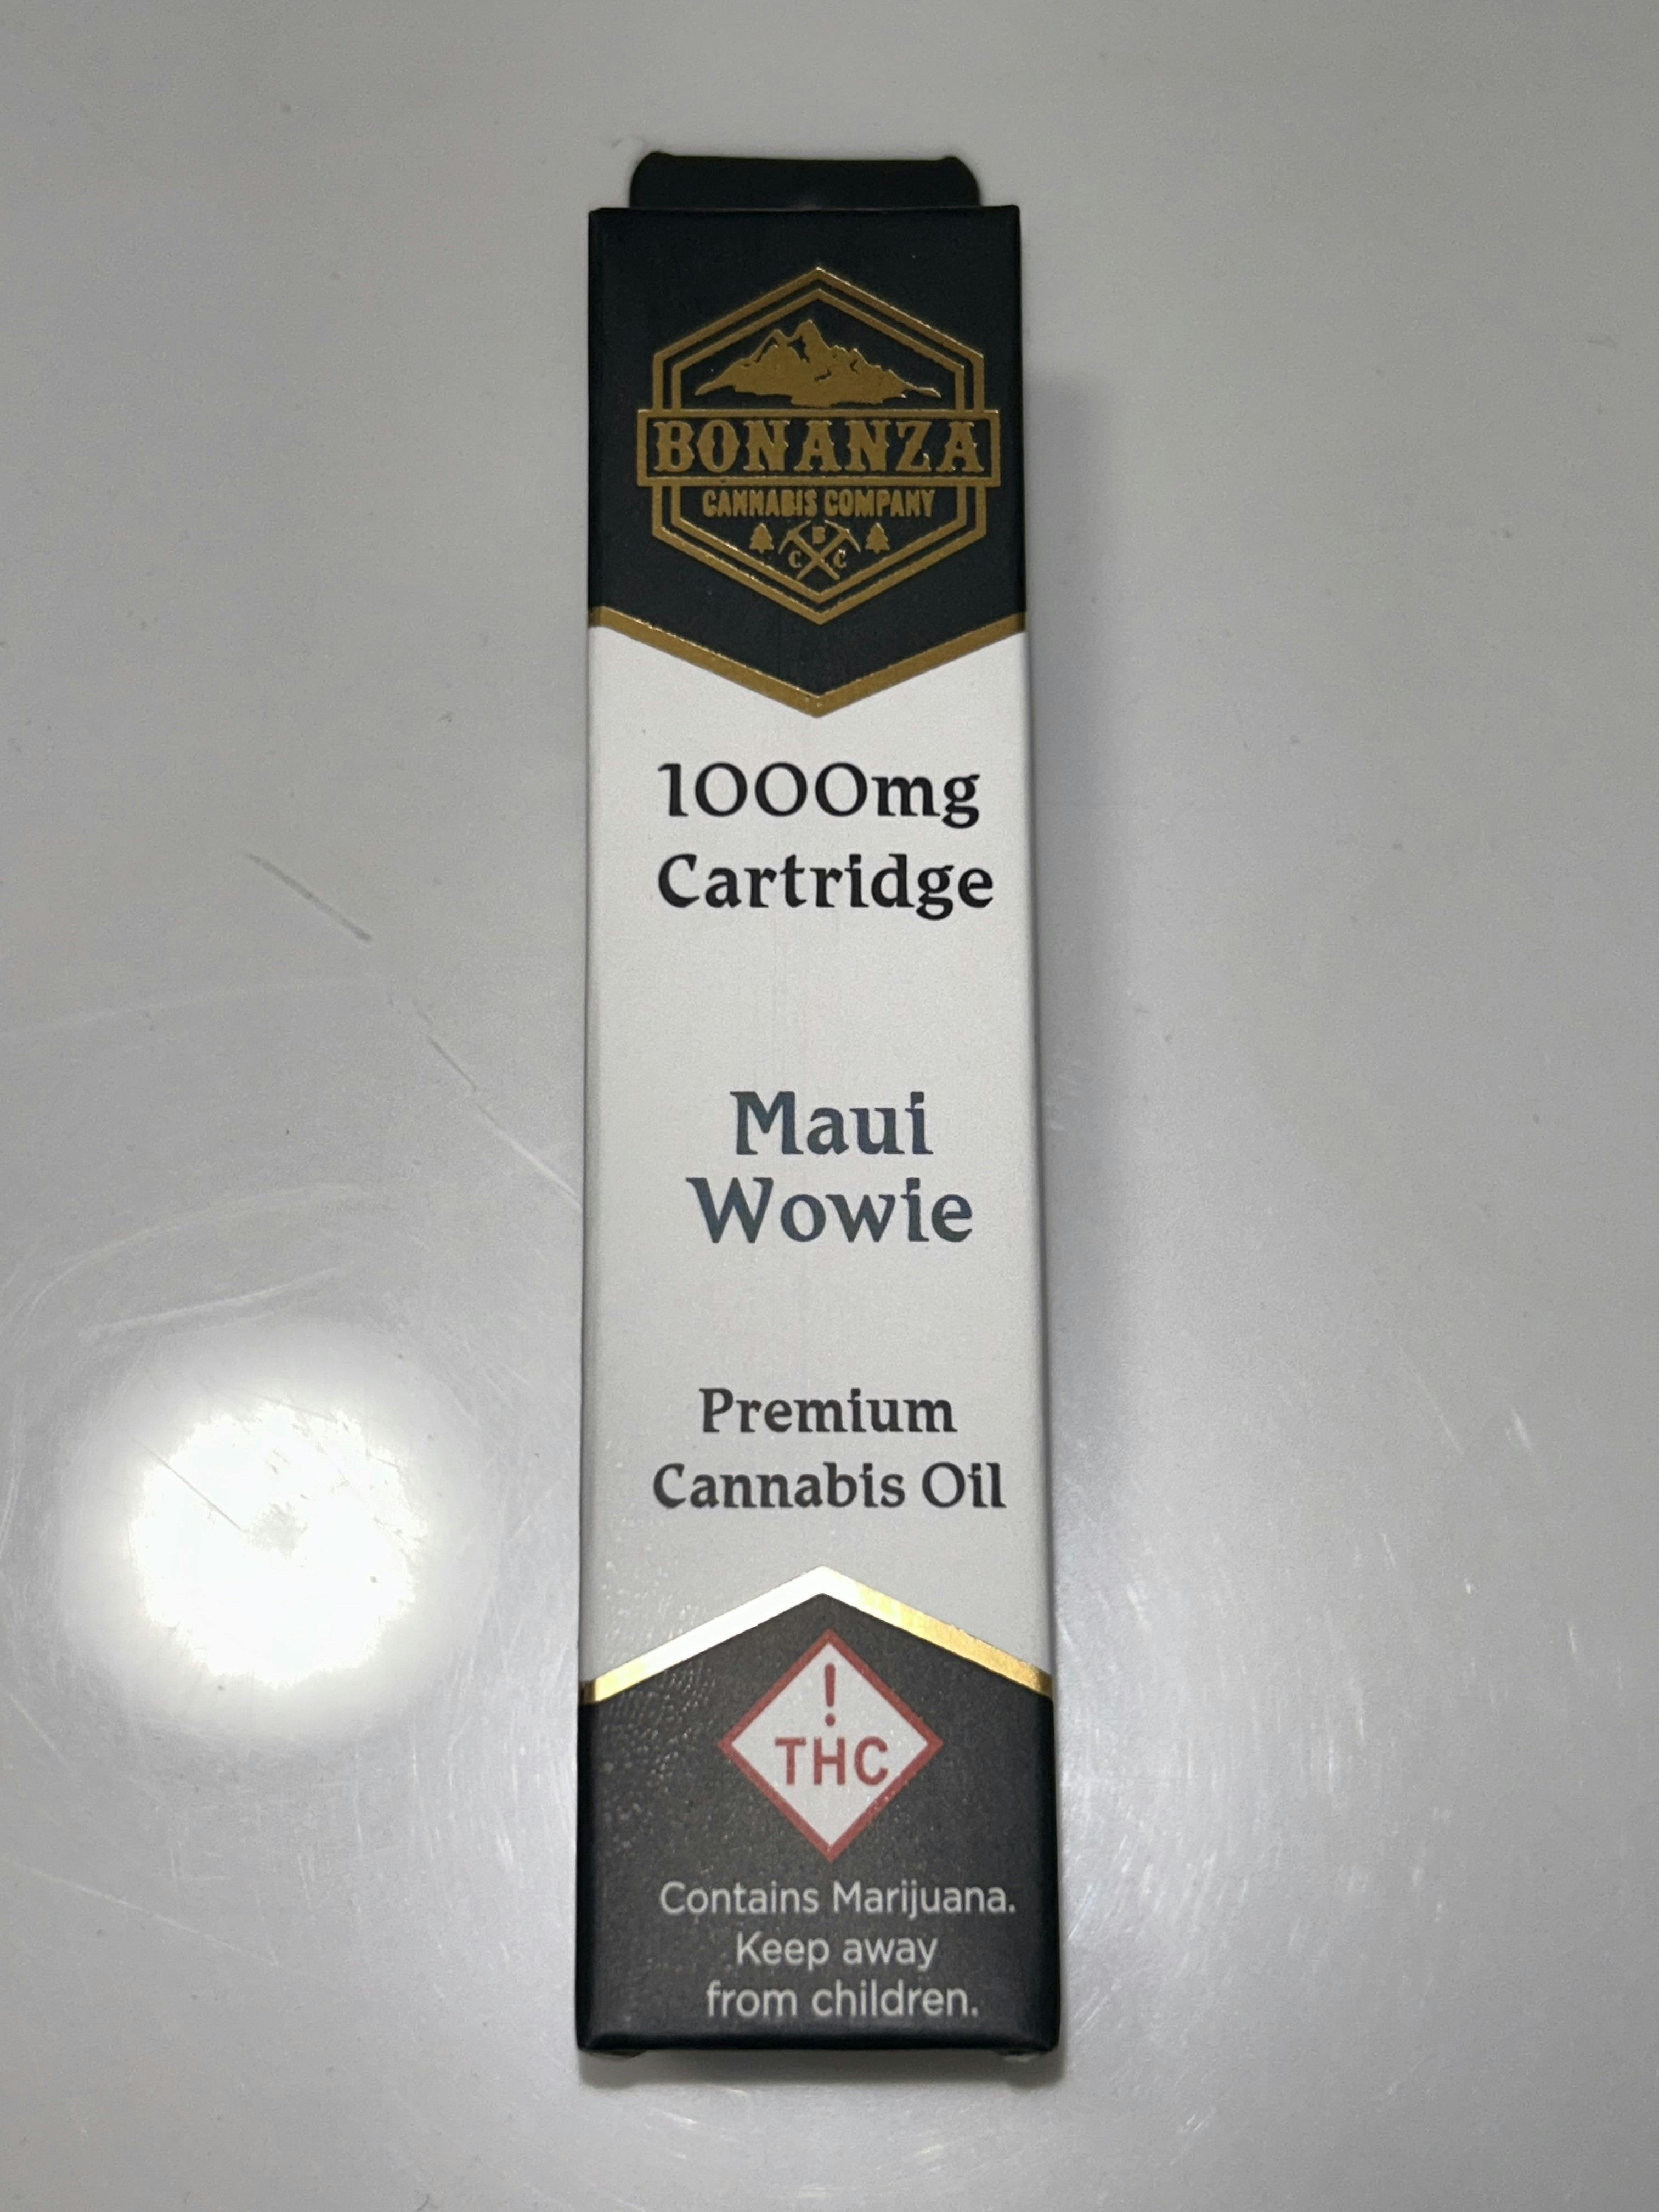 BONANZA
CANNABIS COMPANY
B
C C
1000mg
Cartridge
Maui
Wowie
Premium
Cannabis Oil
!
THC
Contains Marijuana.
Keep away
from children.